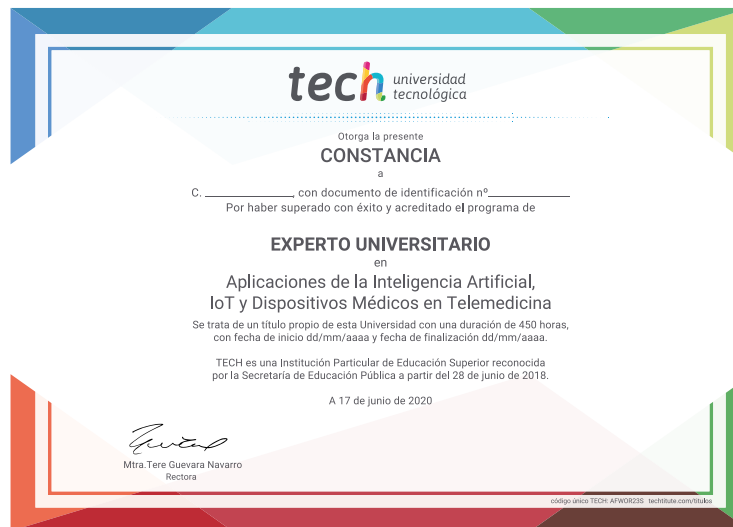 tech universidad
tecnológica
Otorga la presente
CONSTANCIA
a
C. ________________, con documento de identificación nº______________
Por haber superado con éxito y acreditado el programa de
EXPERTO UNIVERSITARIO
en
Aplicaciones de la Inteligencia Artificial,
IoT y Dispositivos Médicos en Telemedicina
Se trata de un título propio de esta Universidad con una duración de 450 horas,
con fecha de inicio dd/mm/aaaa y fecha de finalización dd/mm/aaaa.
TECH es una Institución Particular de Educación Superior reconocida
por la Secretaría de Educación Pública a partir del 28 de junio de 2018.
A 17 de junio de 2020
Mtra.Tere Guevara Navarro
Rectora
código único TECH: AFWOR23S techtitute.com/titulos